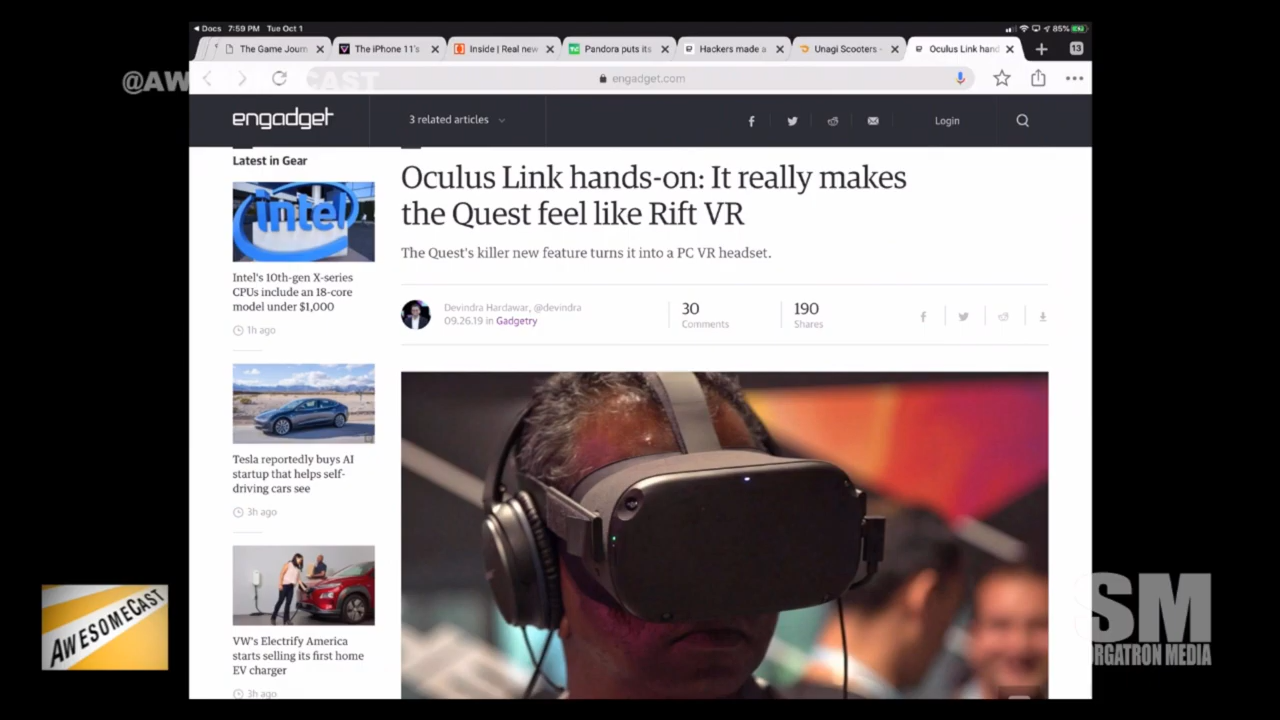 Docs 7:59 PM Tue Oct 1
85%
The Game Journ
The iPhone 11's
Inside | Real new
Pandora puts its
Hackers made a
Unagi Scooters -
Oculus Link hand
13
@AW
CAST
engadget.com
engadget
3 related articles
Login
Latest in Gear
intel
Intel's 10th-gen X-series
CPUs include an 18-core
model under $1,000
1h ago
Tesla reportedly buys AI
startup that helps self-
driving cars see
3h ago
VW's Electrify America
starts selling its first home
EV charger
3h ago
Oculus Link hands-on: It really makes
the Quest feel like Rift VR
The Quest's killer new feature turns it into a PC VR headset.
Devindra Hardawar, @devindra
09.26.19 in Gadgetry
30
Comments
190
Shares
AWESOMECAST
SM
ORGATRON MEDIA